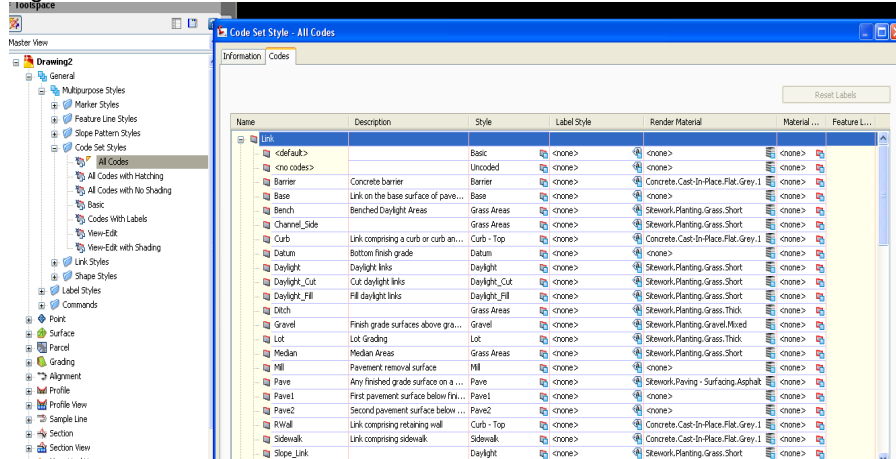 Toolspace
Master View
Drawing2
General
Multipurpose Styles
Marker Styles
Feature Line Styles
Slope Pattern Styles
Code Set Styles
All Codes
All Codes with Hatching
All Codes with No Shading
Basic
Codes With Labels
View-Edit
View-Edit with Shading
Link Styles
Shape Styles
Label Styles
Commands
Point
Surface
Parcel
Grading
Alignment
Profile
Profile View
Sample Line
Section
Section View
Code Set Style - All Codes
Information Codes
Reset Labels
Name Description Style Label Style Render Material Material ... Feature L...
Link
<default> Basic <none> <none> <none>
<no codes> Uncoded <none> <none> <none>
Barrier Concrete barrier Barrier <none> Concrete.Cast-In-Place.Flat.Grey.1 <none>
Base Link on the base surface of pave... Base <none> <none> <none>
Bench Benched Daylight Areas Grass Areas <none> Sitework.Planting.Grass.Short <none>
Channel_Side Grass Areas <none> Sitework.Planting.Grass.Short <none>
Curb Link comprising a curb or curb an... Curb - Top <none> Concrete.Cast-In-Place.Flat.Grey.1 <none>
Datum Bottom finish grade Datum <none> <none> <none>
Daylight Daylight links Daylight <none> Sitework.Planting.Grass.Short <none>
Daylight_Cut Cut daylight links Daylight_Cut <none> Sitework.Planting.Grass.Short <none>
Daylight_Fill Fill daylight links Daylight_Fill <none> Sitework.Planting.Grass.Short <none>
Ditch Grass Areas <none> Sitework.Planting.Grass.Thick <none>
Gravel Finish grade surfaces above gra... Gravel <none> Sitework.Planting.Gravel.Mixed <none>
Lot Lot Grading Lot <none> Sitework.Planting.Grass.Thick <none>
Median Median Areas Grass Areas <none> Sitework.Planting.Grass.Short <none>
Mill Pavement removal surface Mill <none> <none> <none>
Pave Any finished grade surface on a ... Pave <none> Sitework.Paving - Surfacing.Asphalt <none>
Pave1 First pavement surface below fini... Pave1 <none> <none> <none>
Pave2 Second pavement surface below ... Pave2 <none> <none> <none>
RWall Link comprising retaining wall Curb - Top <none> Concrete.Cast-In-Place.Flat.Grey.1 <none>
Sidewalk Link comprising sidewalk Sidewalk <none> Concrete.Cast-In-Place.Flat.Grey.1 <none>
Slope_Link Daylight <none> Sitework.Planting.Grass.Short <none>